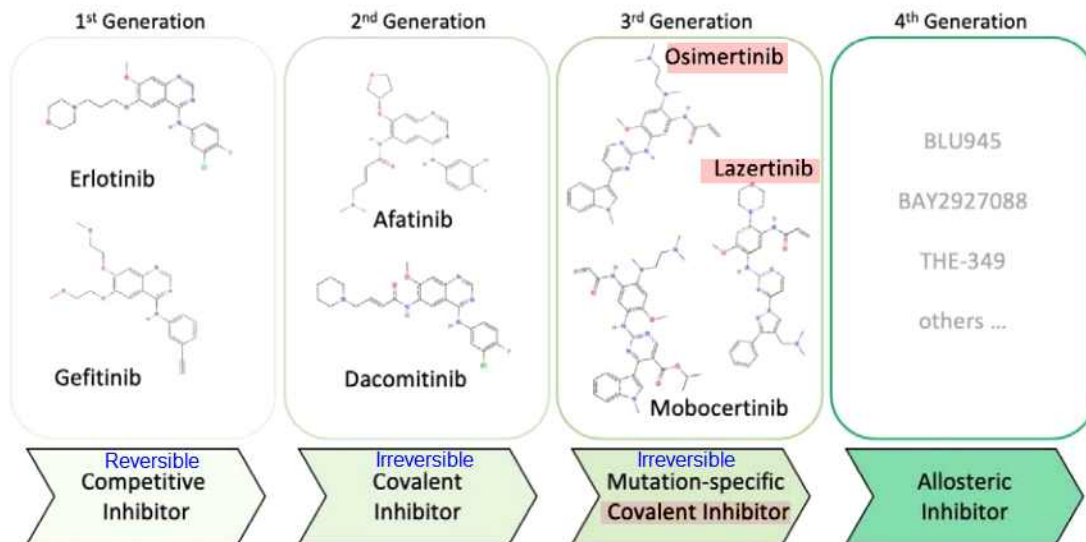 1st Generation
2nd Generation
3rd Generation
4th Generation
Erlotinib
Gefitinib
Afatinib
Dacomitinib
Osimertinib
Lazertinib
Mobocertinib
BLU945
BAY2927088
THE-349
others ...
Reversible
Competitive
Inhibitor
Irreversible
Covalent
Inhibitor
Irreversible
Mutation-specific
Covalent Inhibitor
Allosteric
Inhibitor